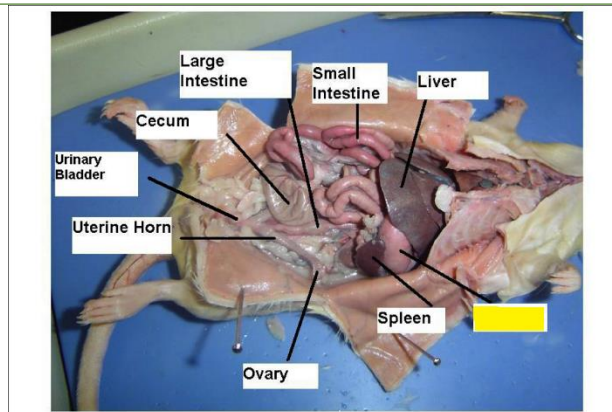 Large
Intestine
Small
Intestine
Liver
Cecum
Urinary
Bladder
Uterine Horn
Spleen
Ovary